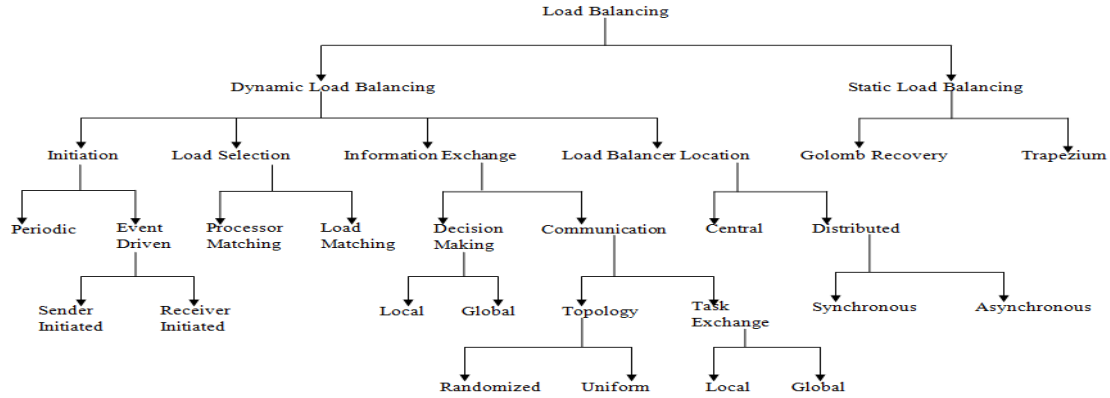 Load Balancing
Dynamic Load Balancing
Static Load Balancing
Initiation
Load Selection
Information Exchange
Load Balancer Location
Golomb Recovery
Trapezium
Periodic
Event
Driven
Processor
Matching
Load
Matching
Decision
Making
Communication
Central
Distributed
Sender
Initiated
Receiver
Initiated
Local
Global
Topology
Task
Exchange
Synchronous
Asynchronous
Randomized
Uniform
Local
Global